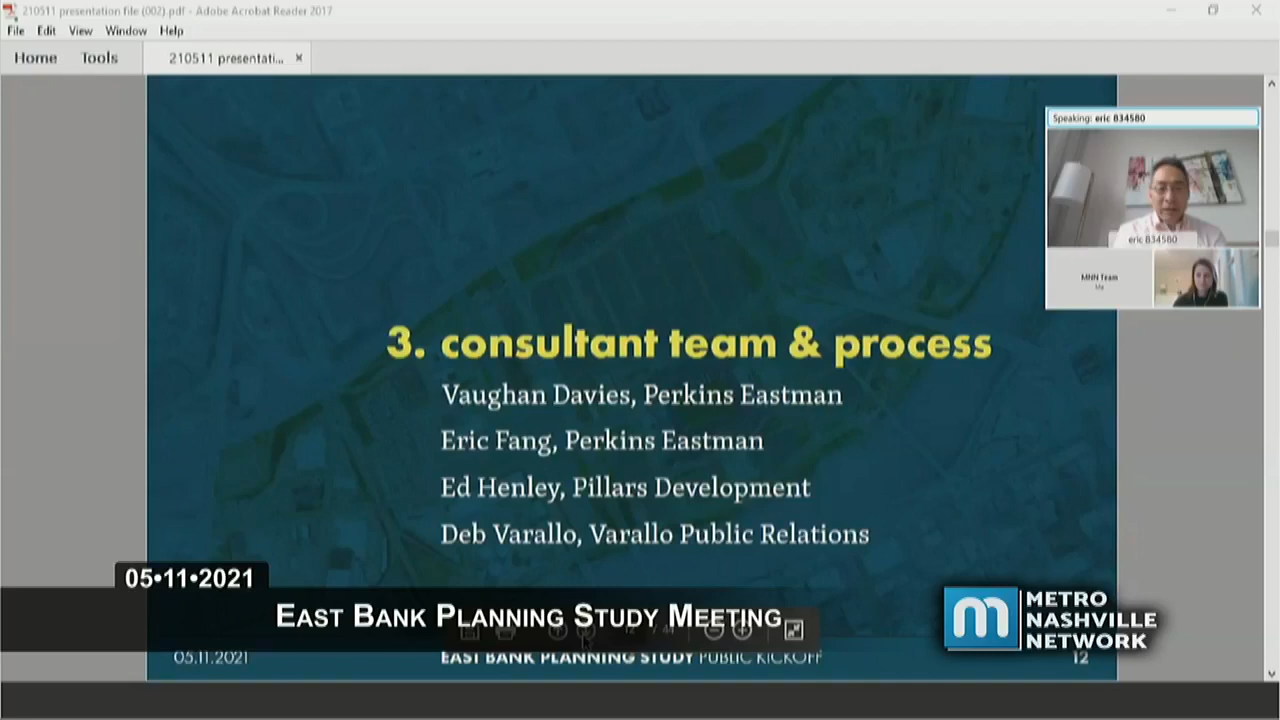 210511 presentation file (002).pdf - Adobe Acrobat Reader 2017
File Edit View Window Help
Home Tools 210511 presentati... ×
Speaking: eric 834580
eric 834580
MNN Team
Me
3. consultant team & process
Vaughan Davies, Perkins Eastman
Eric Fang, Perkins Eastman
Ed Henley, Pillars Development
Deb Varallo, Varallo Public Relations
05•11•2021
East Bank Planning Study Meeting
METRO
NASHVILLE
NETWORK
05.11.2021 EAST BANK PLANNING STUDY PUBLIC KICKOFF 12